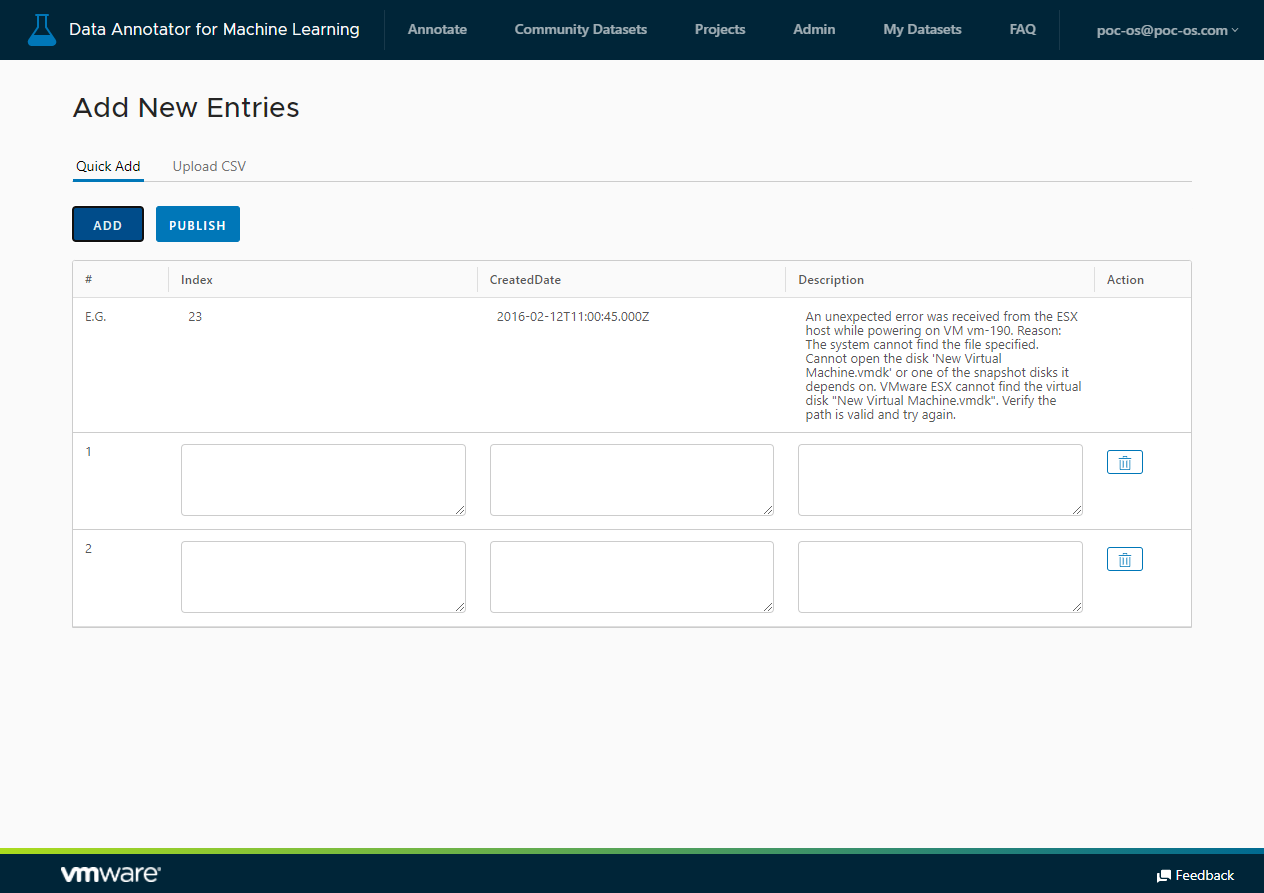 Data Annotator for Machine Learning
Annotate
Community Datasets
Projects
Admin
My Datasets
FAQ
poc-os@poc-os.com
Add New Entries
Quick Add
Upload CSV
ADD
PUBLISH
# Index CreatedDate Description Action
E.G. 23 2016-02-12T11:00:45.000Z An unexpected error was received from the ESX
host while powering on VM vm-190. Reason:
The system cannot find the file specified.
Cannot open the disk 'New Virtual
Machine.vmdk' or one of the snapshot disks it
depends on. VMware ESX cannot find the virtual
disk "New Virtual Machine.vmdk". Verify the
path is valid and try again.
1
2
vmware
Feedback